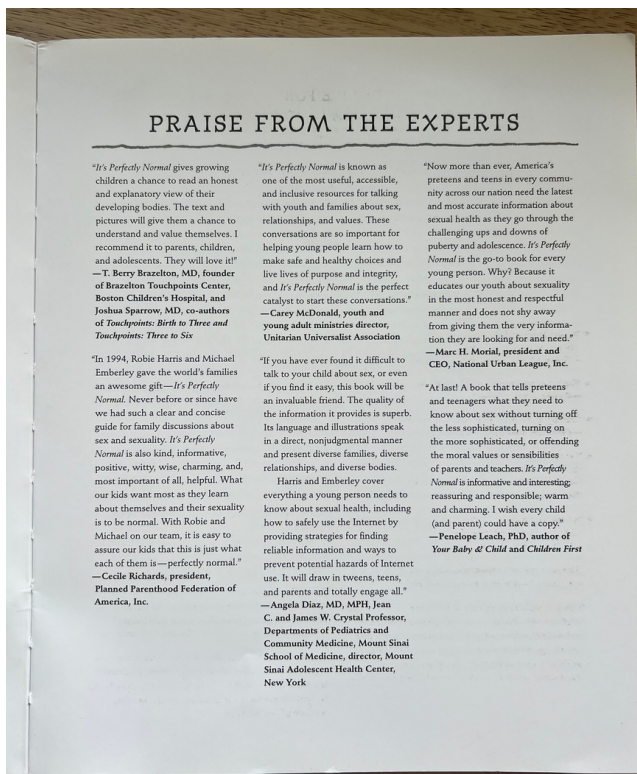 PRAISE FROM THE EXPERTS
“It’s Perfectly Normal gives growing
children a chance to read an honest
and explanatory view of their
developing bodies. The text and
pictures will give them a chance to
understand and value themselves. I
recommend it to parents, children,
and adolescents. They will love it!”
—T. Berry Brazelton, MD, founder
of Brazelton Touchpoints Center,
Boston Children’s Hospital, and
Joshua Sparrow, MD, co-authors
of Touchpoints: Birth to Three and
Touchpoints: Three to Six
“In 1994, Robie Harris and Michael
Emberley gave the world’s families
an awesome gift—It’s Perfectly
Normal. Never before or since have
we had such a clear and concise
guide for family discussions about
sex and sexuality. It’s Perfectly
Normal is also kind, informative,
positive, witty, wise, charming, and,
most important of all, helpful. What
our kids want most as they learn
about themselves and their sexuality
is to be normal. With Robie and
Michael on our team, it is easy to
assure our kids that this is just what
each of them is—perfectly normal.”
—Cecile Richards, president,
Planned Parenthood Federation of
America, Inc.
“It’s Perfectly Normal is known as
one of the most useful, accessible,
and inclusive resources for talking
with youth and families about sex,
relationships, and values. These
conversations are so important for
helping young people learn how to
make safe and healthy choices and
live lives of purpose and integrity,
and It’s Perfectly Normal is the perfect
catalyst to start these conversations.”
—Carey McDonald, youth and
young adult ministries director,
Unitarian Universalist Association
“If you have ever found it difficult to
talk to your child about sex, or even
if you find it easy, this book will be
an invaluable friend. The quality of
the information it provides is superb.
Its language and illustrations speak
in a direct, nonjudgmental manner
and present diverse families, diverse
relationships, and diverse bodies.
Harris and Emberley cover
everything a young person needs to
know about sexual health, including
how to safely use the Internet by
providing strategies for finding
reliable information and ways to
prevent potential hazards of Internet
use. It will draw in tweens, teens,
and parents and totally engage all.”
—Angela Diaz, MD, MPH, Jean
C. and James W. Crystal Professor,
Departments of Pediatrics and
Community Medicine, Mount Sinai
School of Medicine, director, Mount
Sinai Adolescent Health Center,
New York
“Now more than ever, America’s
preteens and teens in every commu-
nity across our nation need the latest
and most accurate information about
sexual health as they go through the
challenging ups and downs of
puberty and adolescence. It’s Perfectly
Normal is the go-to book for every
young person. Why? Because it
educates our youth about sexuality
in the most honest and respectful
manner and does not shy away
from giving them the very informa-
tion they are looking for and need.”
—Marc H. Morial, president and
CEO, National Urban League, Inc.
“At last! A book that tells preteens
and teenagers what they need to
know about sex without turning off
the less sophisticated, turning on
the more sophisticated, or offending
the moral values or sensibilities
of parents and teachers. It’s Perfectly
Normal is informative and interesting;
reassuring and responsible; warm
and charming. I wish every child
(and parent) could have a copy.”
—Penelope Leach, PhD, author of
Your Baby & Child and Children First